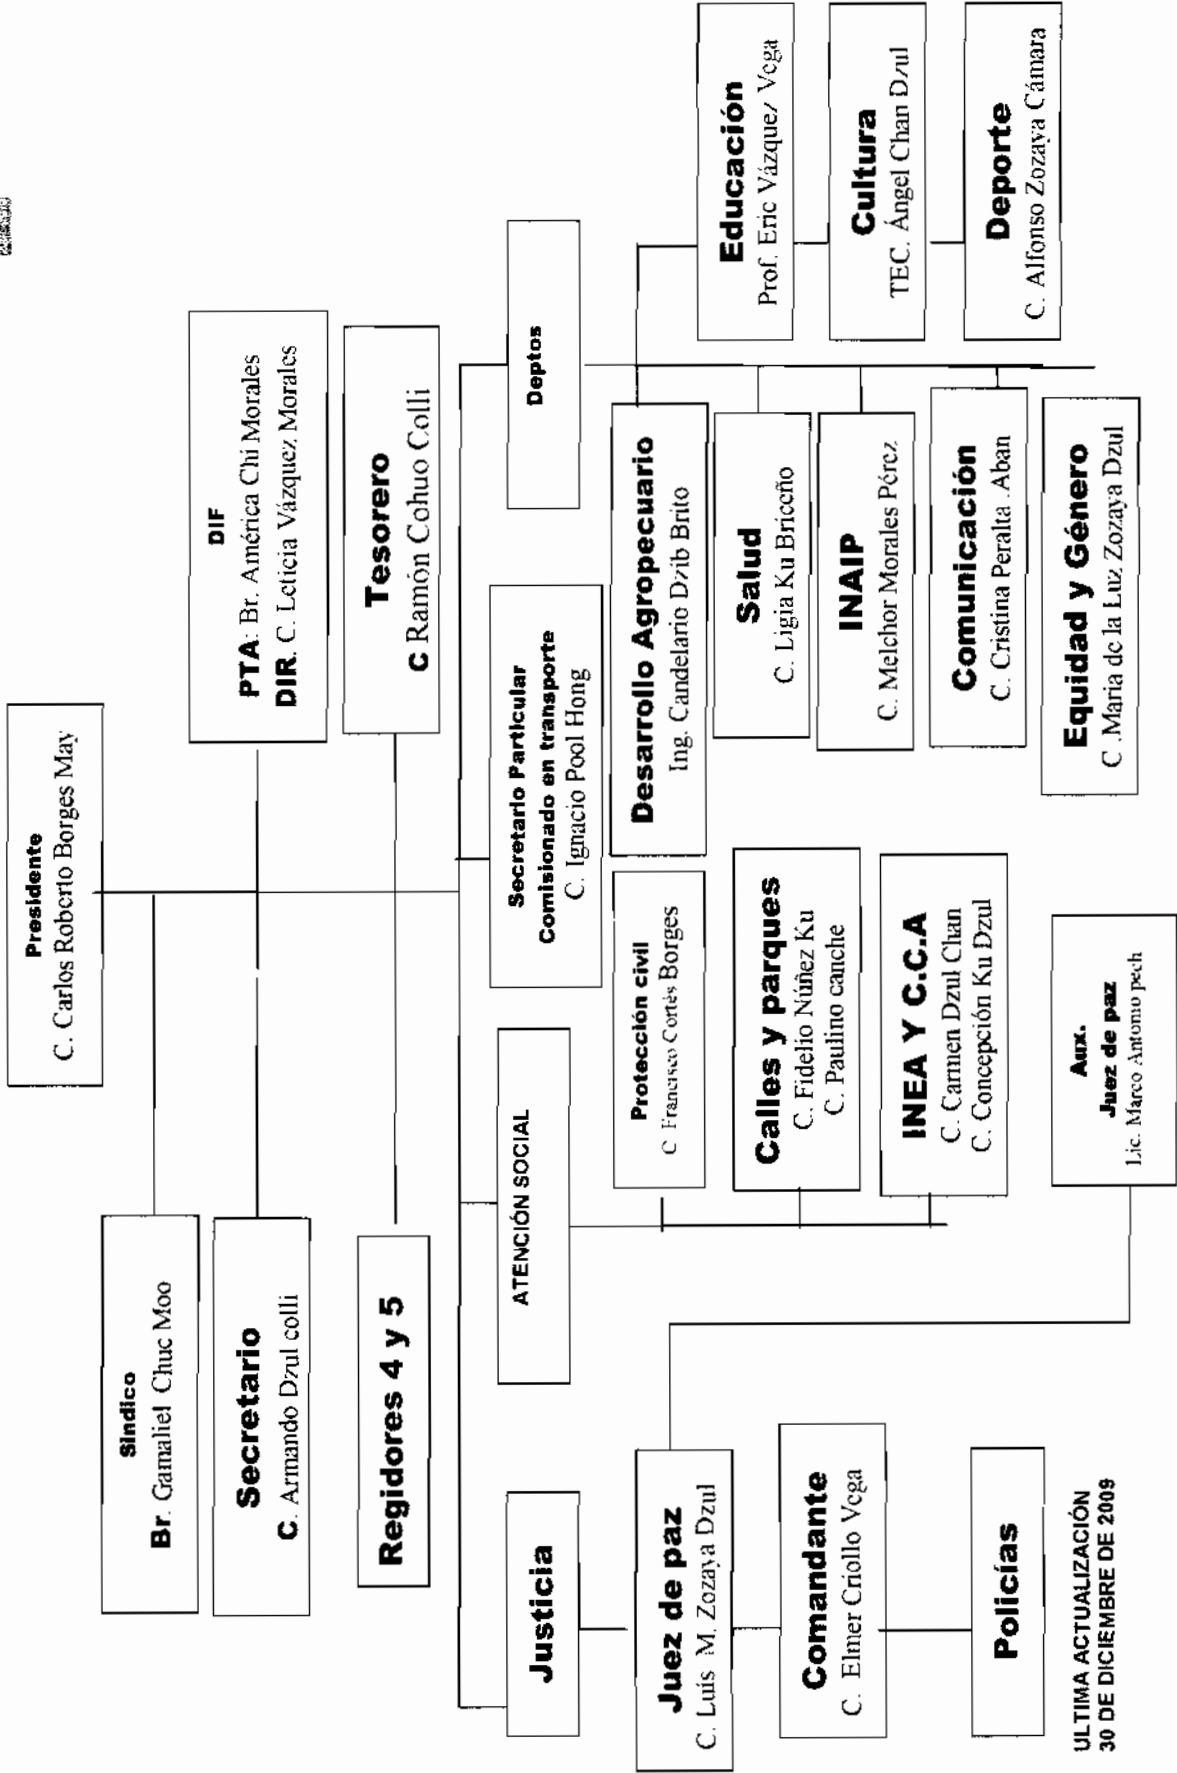 Presidente
C. Carlos Roberto Borges May
Sindico
Br. Gamaliel Chuc Moo
DIF
PTA: Br. América Chi Morales
DIR. C. Leticia Vázquez Morales
Secretario
C. Armando Dzul colli
Tesorero
C Ramón Cohuo Colli
Regidores 4 y 5
Justicia
ATENCIÓN SOCIAL
Secretario Particular
Comisionado en transporte
C. Ignacio Pool Hong
Deptos
Juez de paz
C. Luís M. Zozaya Dzul
Comandante
C. Elmer Criollo Vega
Policías
Protección civil
C Francisco Cortés Borges
Calles y parques
C. Fidelio Núñez Ku
C. Paulino canche
INEA Y C.C.A
C. Carmen Dzul Chan
C. Concepción Ku Dzul
Aux.
Juez de paz
Lic. Marco Antonio pech
Desarrollo Agropecuario
Ing. Candelario Dzib Brito
Salud
C. Ligia Ku Briceño
INAIP
C. Melchor Morales Pérez
Comunicación
C. Cristina Peralta .Aban
Equidad y Género
C .Maria de la Luz Zozaya Dzul
Educación
Prof. Eric Vázquez Vega
Cultura
TEC. Ángel Chan Dzul
Deporte
C. Alfonso Zozaya Cámara
ULTIMA ACTUALIZACIÓN
30 DE DICIEMBRE DE 2009